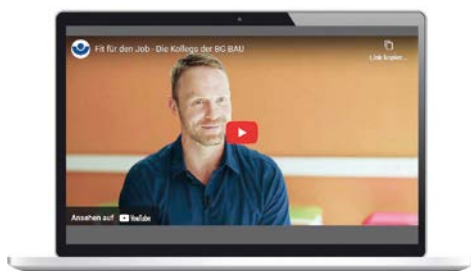 Fit für den Job - Die Kollegs der BG BAU
Link kopier...
Ansehen auf YouTube